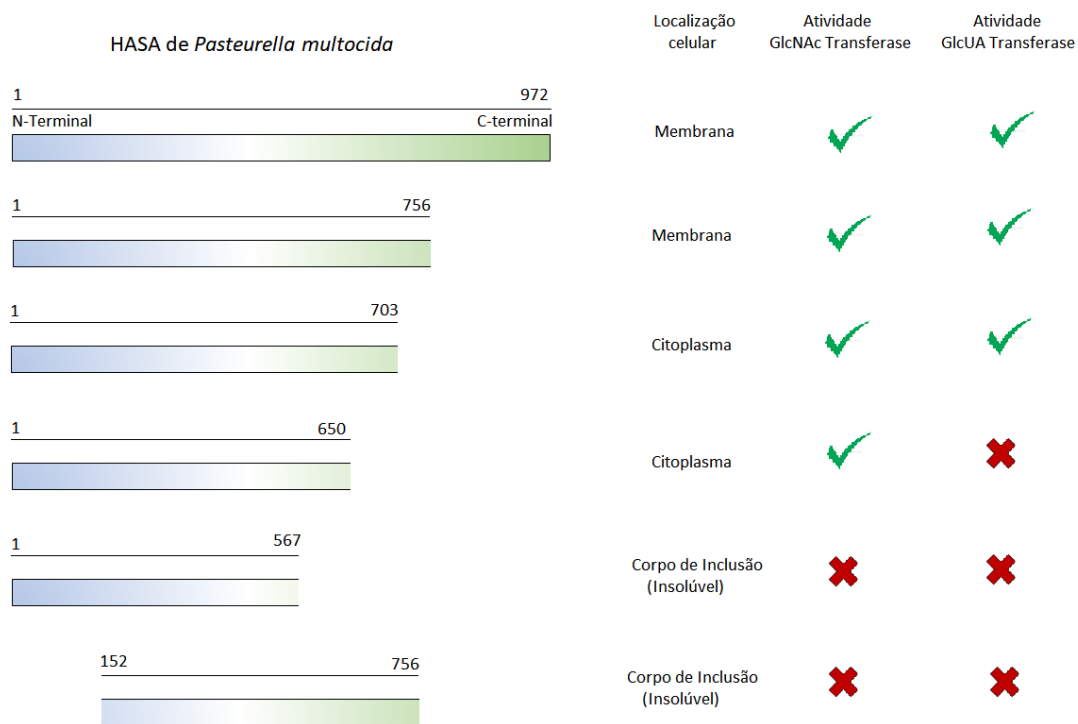 HASA de Pasteurella multocida
Localização
celular
Atividade
GlcNAc Transferase
Atividade
GlcUA Transferase
1 972
N-Terminal C-terminal
Membrana
1 756
Membrana
1 703
Citoplasma
1 650
Citoplasma
1 567
Corpo de Inclusão
(Insolúvel)
152 756
Corpo de Inclusão
(Insolúvel)